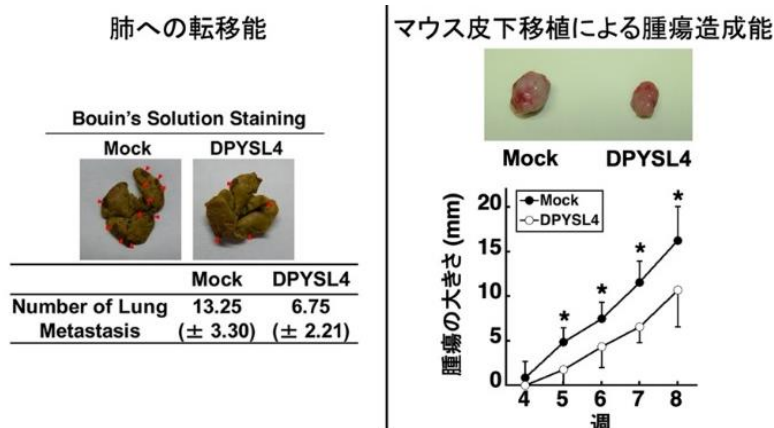 肺への転移能
Bouin's Solution Staining
Mock DPYSL4
Mock DPYSL4
Number of Lung 13.25 6.75
Metastasis (± 3.30) (± 2.21)
マウス皮下移植による腫瘍造成能
Mock DPYSL4
腫瘍の大きさ (mm)
20
15
10
5
0
Mock
DPYSL4
*
*
*
*
4 5 6 7 8
週